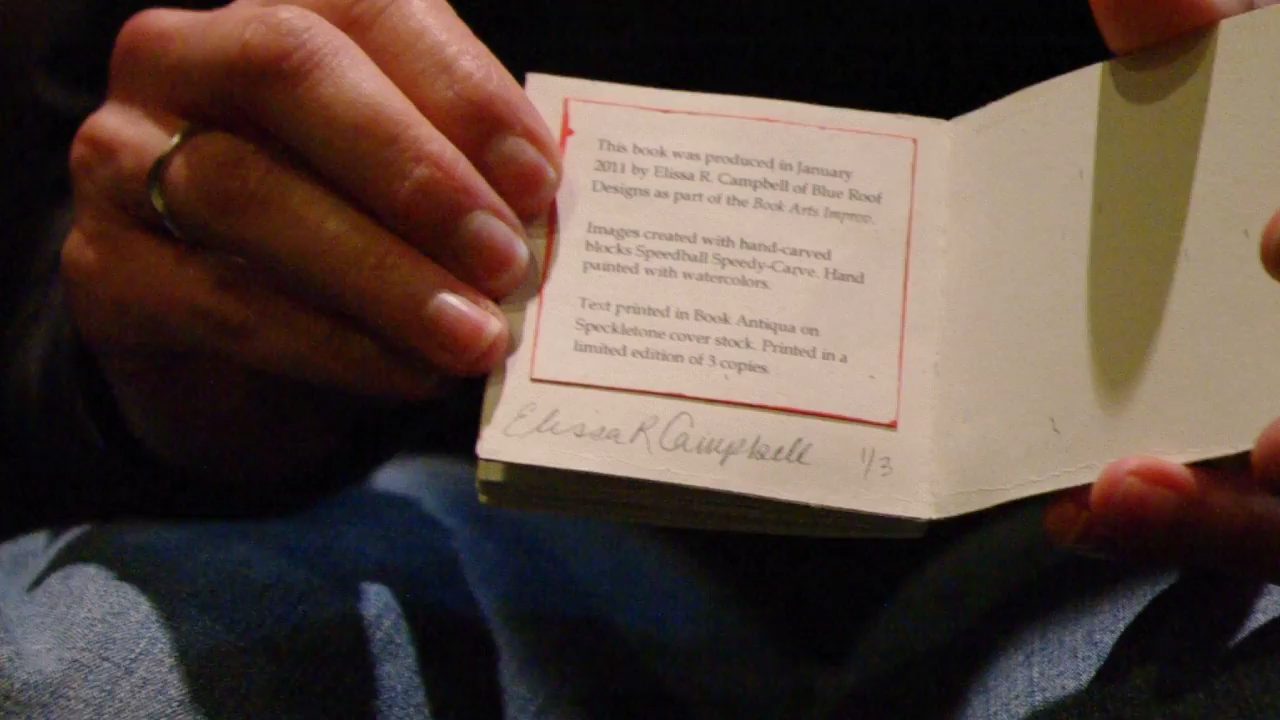 This book was produced in January
2011 by Elissa R. Campbell of Blue Roof
Designs as part of the Book Arts Improv.
Images created with hand-carved
blocks Speedball Speedy-Carve. Hand
painted with watercolors.
Text printed in Book Antiqua on
Speckletone cover stock. Printed in a
limited edition of 3 copies.
Elissa R Campbell 1/3